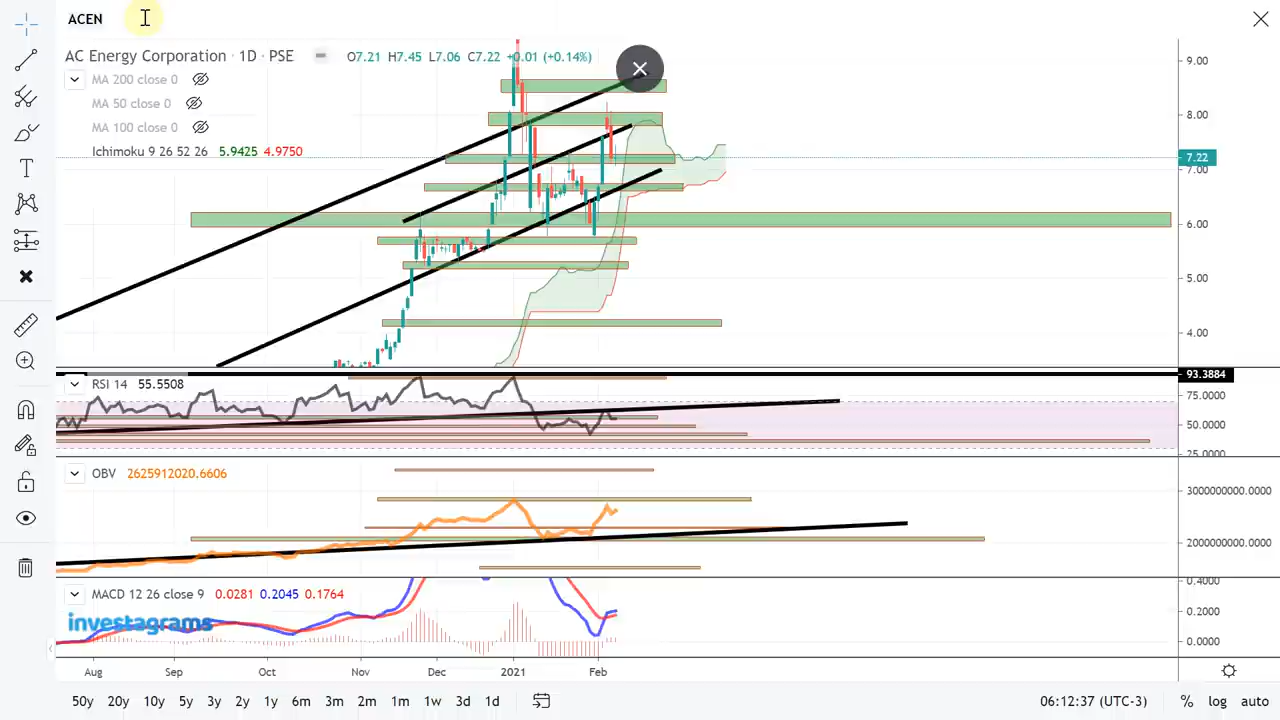 ACEN
AC Energy Corporation · 1D · PSE O7.21 H7.45 L7.06 C7.22 +0.01 (+0.14%)
MA 200 close 0
MA 50 close 0
MA 100 close 0
Ichimoku 9 26 52 26 5.9425 4.9750
9.00
8.00
7.22
7.00
6.00
5.00
4.00
RSI 14 55.5508
93.3884
75.0000
50.0000
25.0000
OBV 2625912020.6606
3000000000.0000
2000000000.0000
MACD 12 26 close 9 0.0281 0.2045 0.1764
0.4000
0.2000
0.0000
investagrams
Aug Sep Oct Nov Dec 2021 Feb
50y 20y 10y 5y 3y 2y 1y 6m 3m 2m 1m 1w 3d 1d 06:12:37 (UTC-3) % log auto